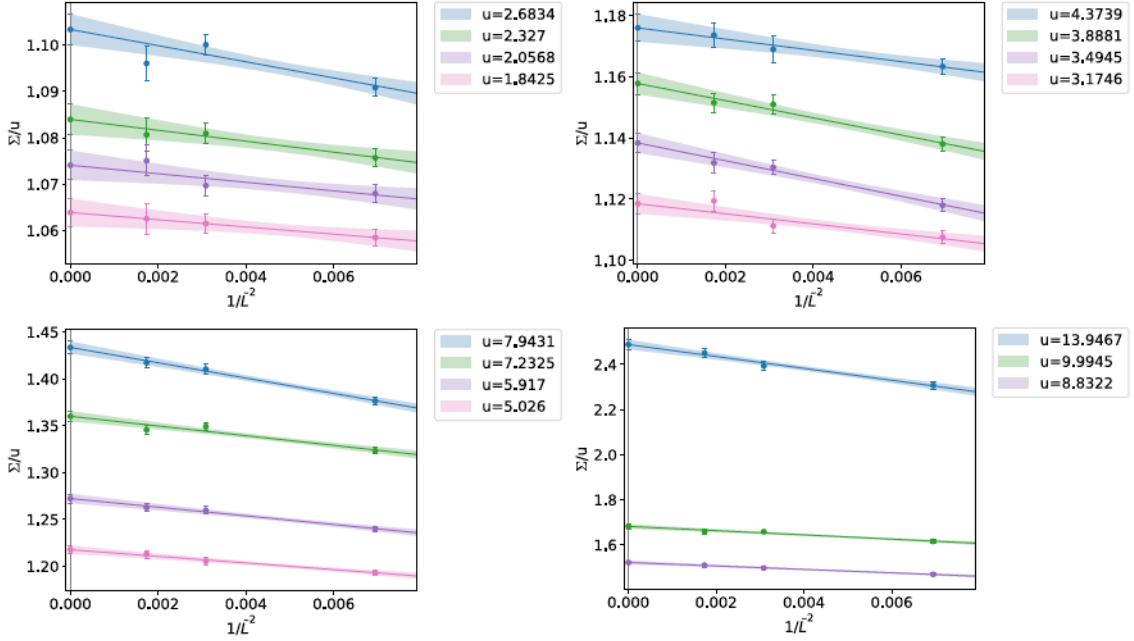 u=2.6834
u=2.327
u=2.0568
u=1.8425
1.10
1.09
1.08
1.07
1.06
Σ/u
0.000 0.002 0.004 0.006
1/L̃²
u=4.3739
u=3.8881
u=3.4945
u=3.1746
1.18
1.16
1.14
1.12
1.10
Σ/u
0.000 0.002 0.004 0.006
1/L̃²
u=7.9431
u=7.2325
u=5.917
u=5.026
1.45
1.40
1.35
1.30
1.25
1.20
Σ/u
0.000 0.002 0.004 0.006
1/L̃²
u=13.9467
u=9.9945
u=8.8322
2.4
2.2
2.0
1.8
1.6
Σ/u
0.000 0.002 0.004 0.006
1/L̃²